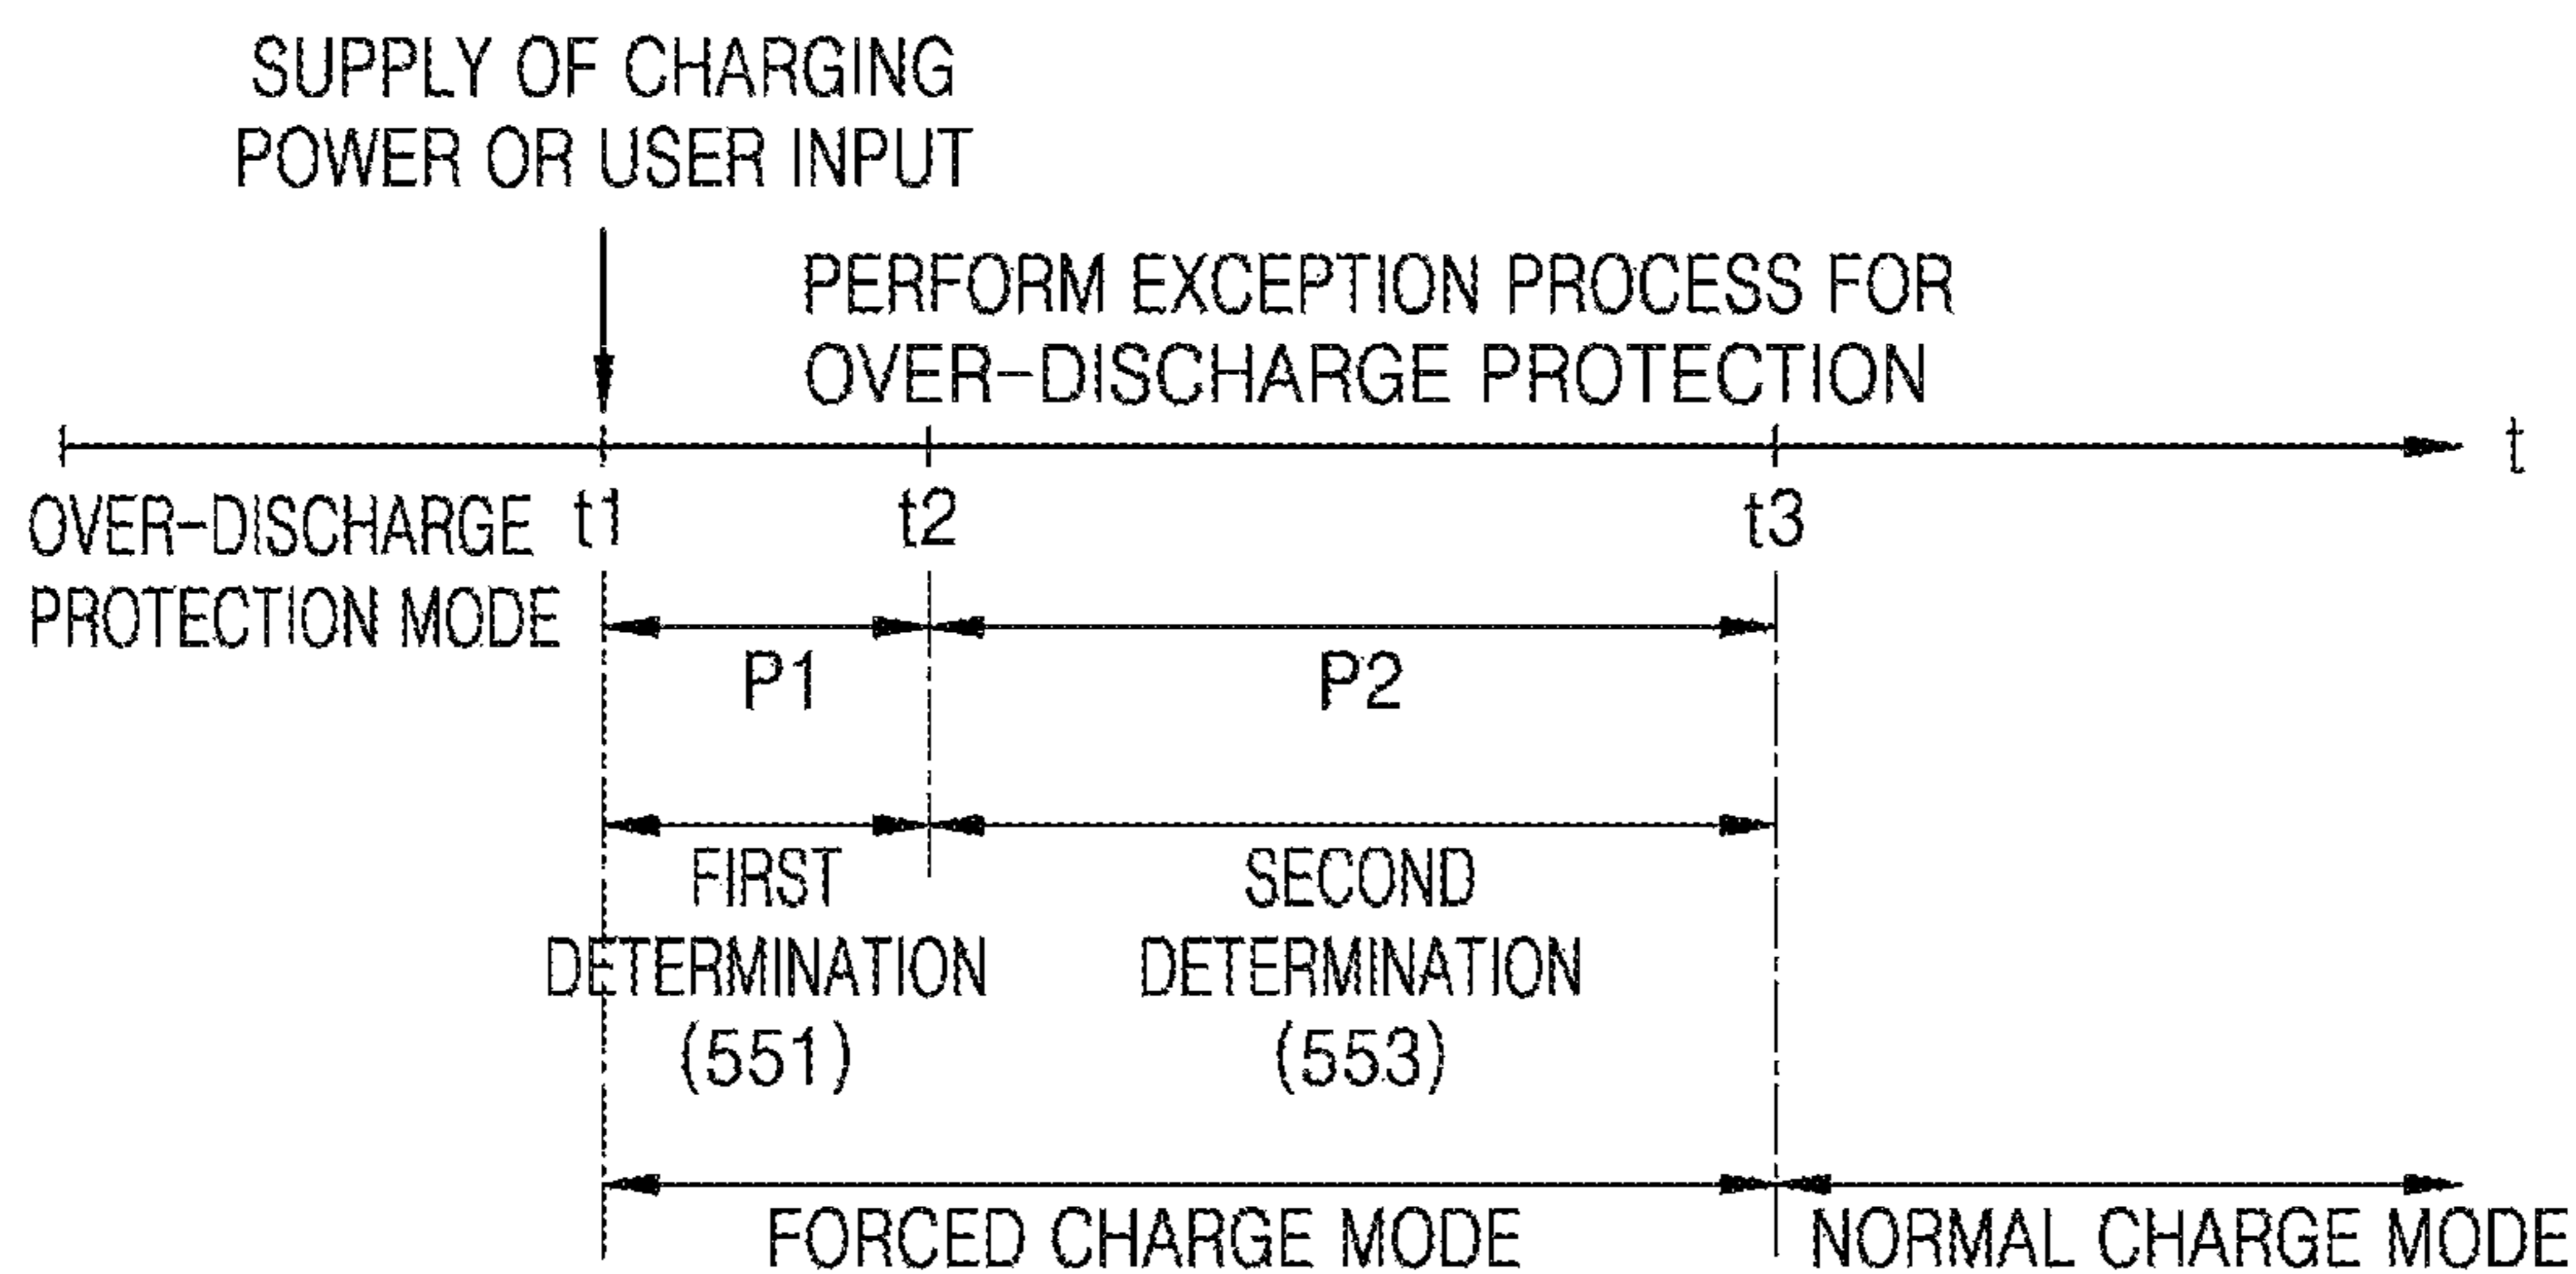 SUPPLY OF CHARGING
POWER OR USER INPUT
PERFORM EXCEPTION PROCESS FOR
OVER-DISCHARGE PROTECTION
t
OVER-DISCHARGE
PROTECTION MODE
t1
t2
t3
P1
P2
FIRST
DETERMINATION
(551)
SECOND
DETERMINATION
(553)
FORCED CHARGE MODE
NORMAL CHARGE MODE